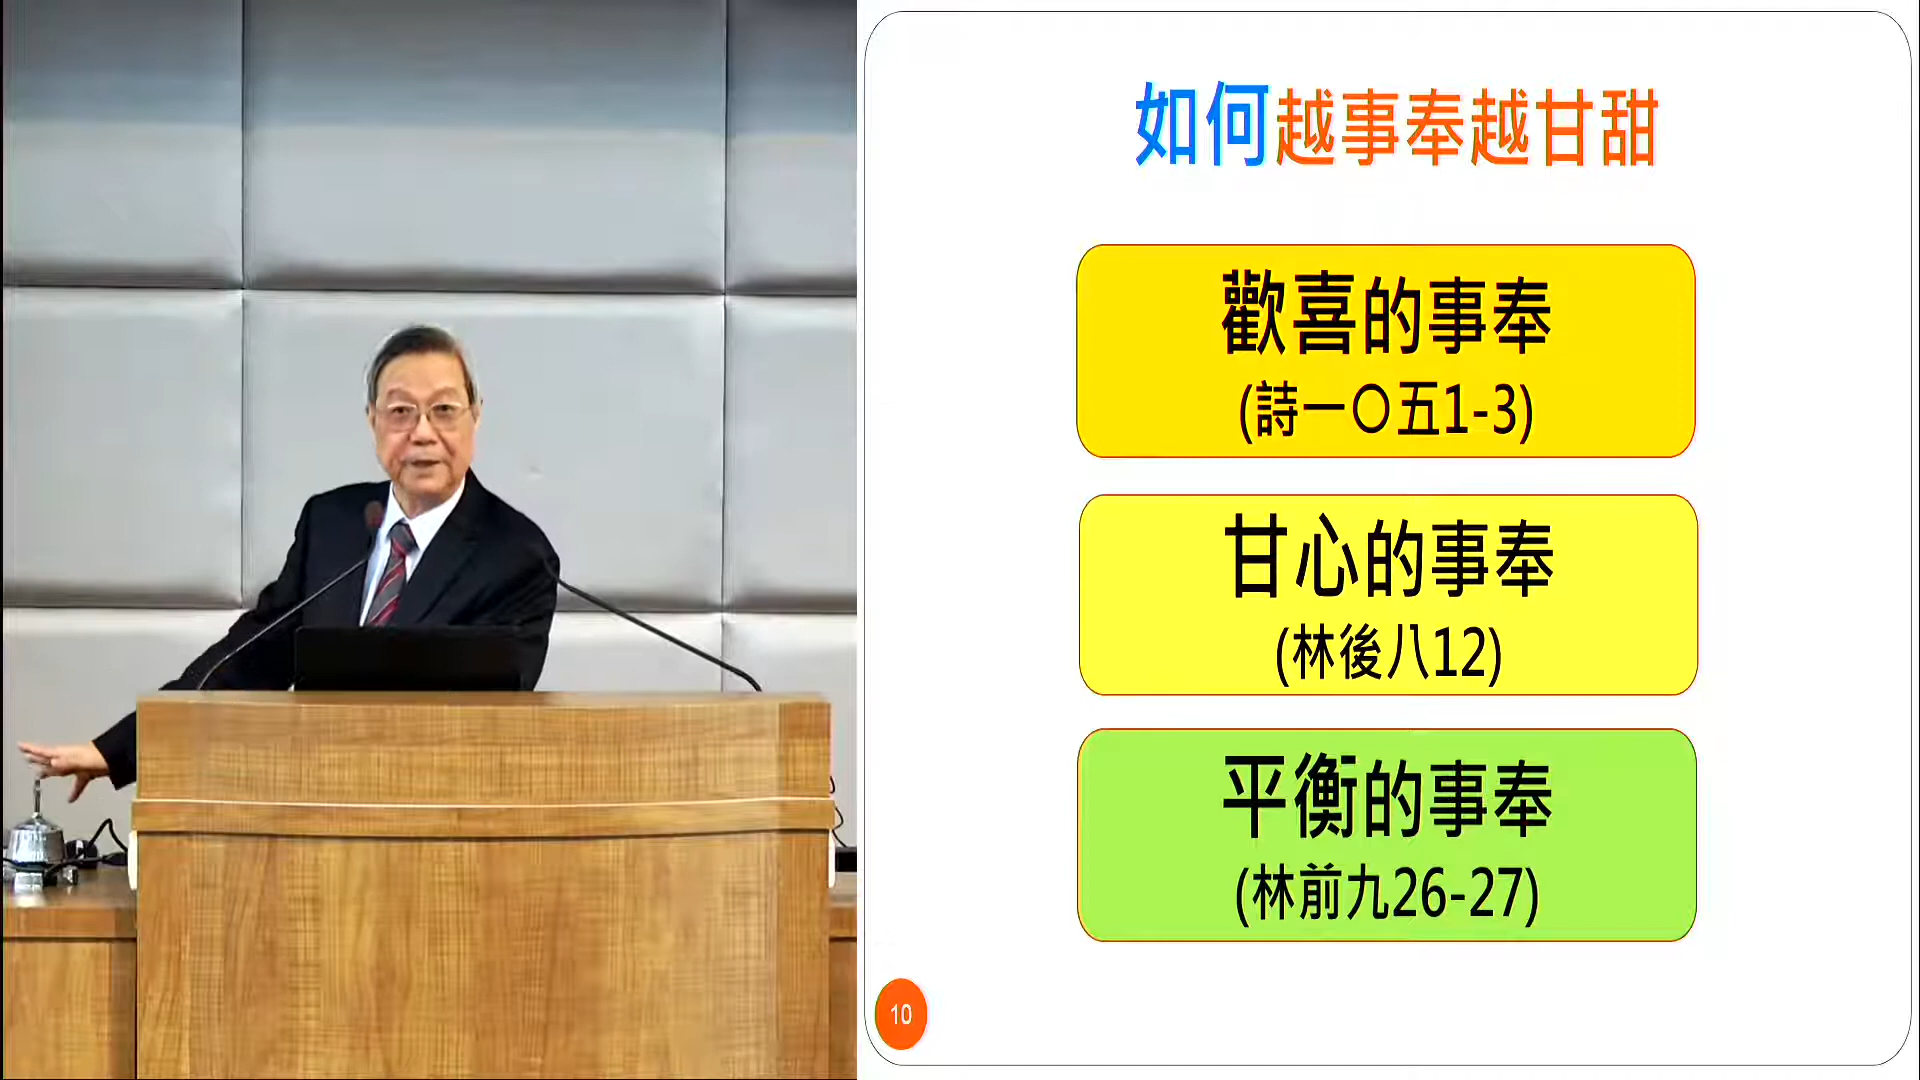 如何越事奉越甘甜
歡喜的事奉
(詩一〇五1-3)
甘心的事奉
(林後八12)
平衡的事奉
(林前九26-27)
10